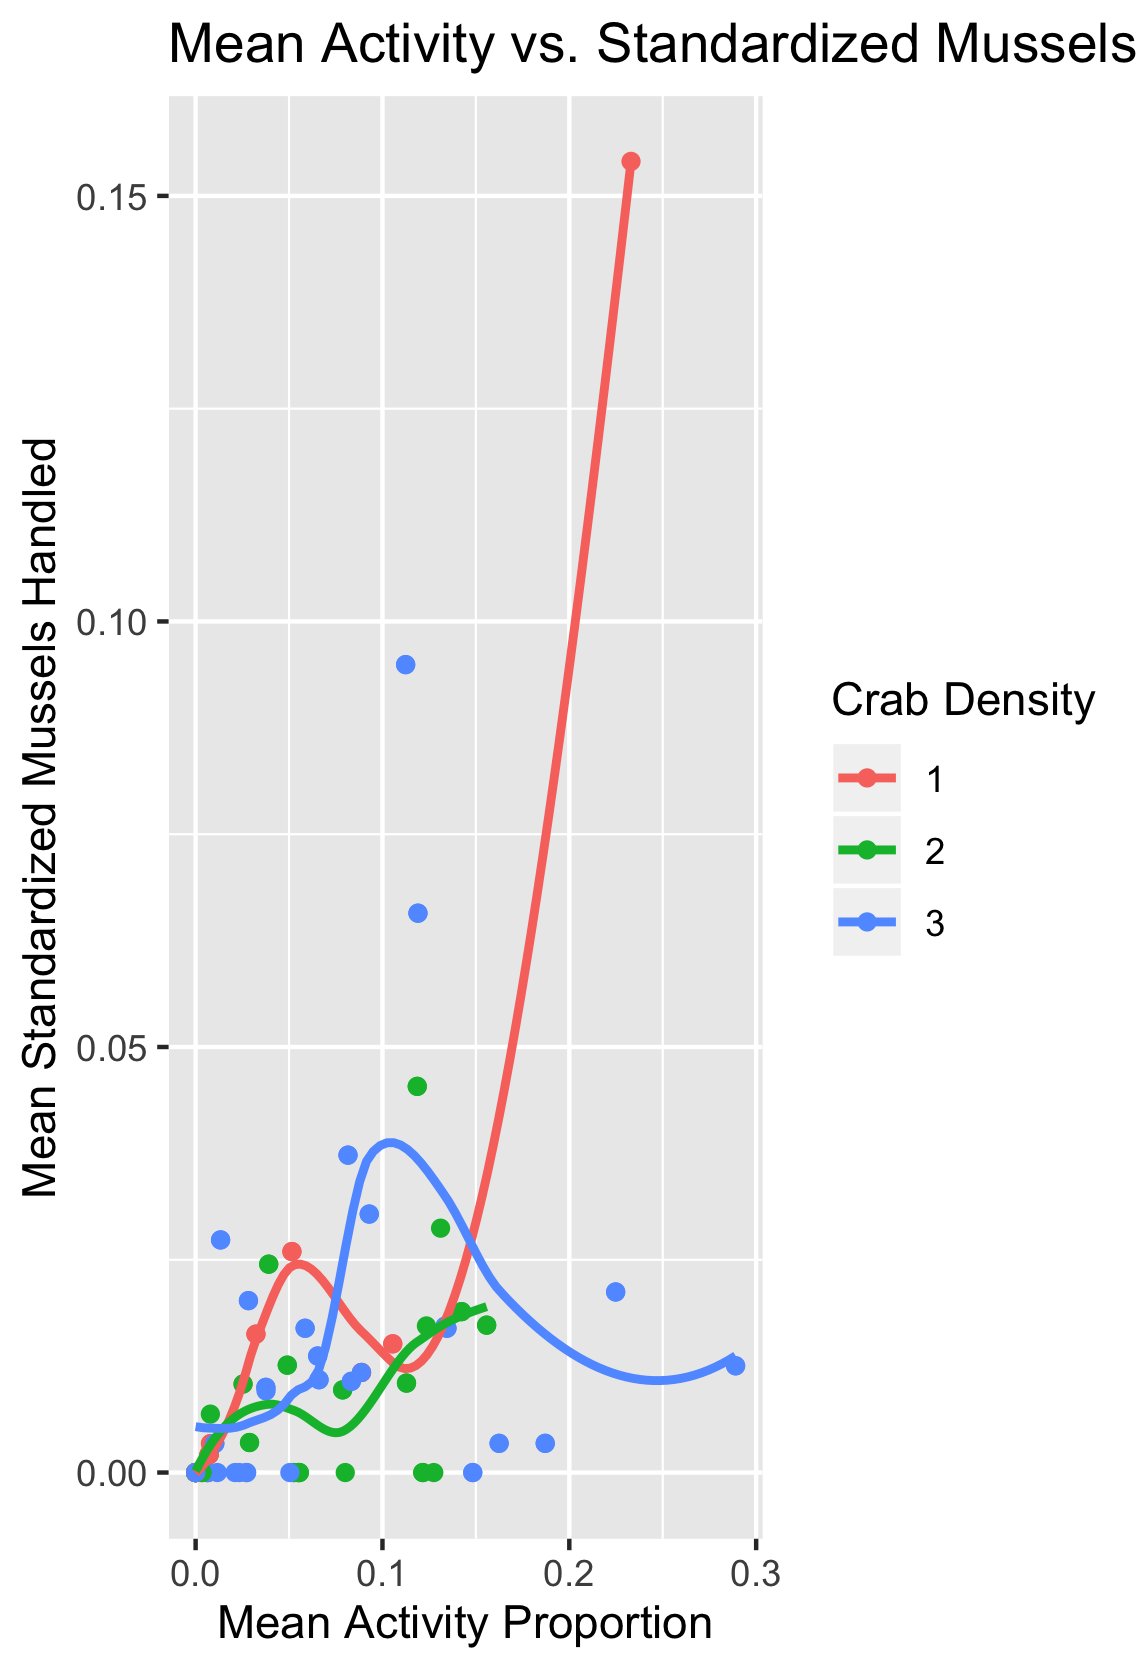 Mean Activity vs. Standardized Mussels
Mean Standardized Mussels Handled
0.15
0.10
0.05
0.00
0.0 0.1 0.2 0.3
Mean Activity Proportion
Crab Density
1
2
3